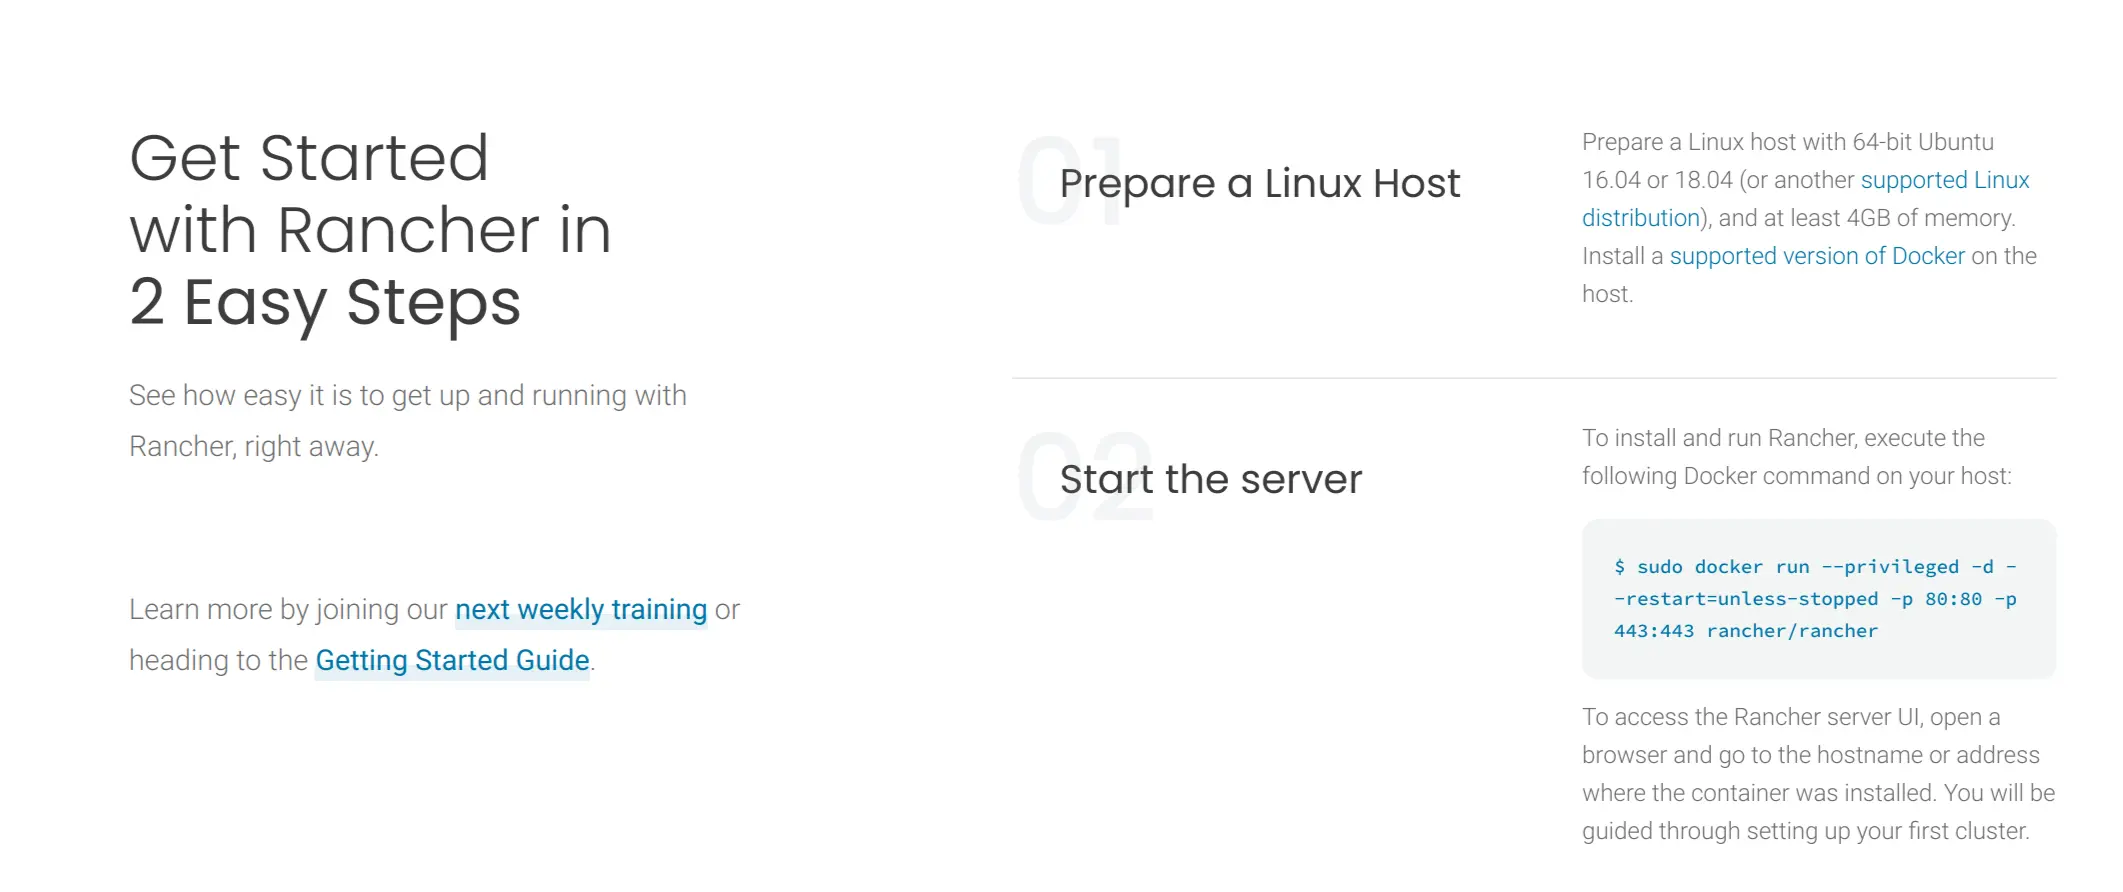 Get Started
with Rancher in
2 Easy Steps
See how easy it is to get up and running with
Rancher, right away.
Learn more by joining our next weekly training or
heading to the Getting Started Guide.
01
Prepare a Linux Host
Prepare a Linux host with 64-bit Ubuntu
16.04 or 18.04 (or another supported Linux
distribution), and at least 4GB of memory.
Install a supported version of Docker on the
host.
02
Start the server
To install and run Rancher, execute the
following Docker command on your host:
$ sudo docker run --privileged -d -
-restart=unless-stopped -p 80:80 -p
443:443 rancher/rancher
To access the Rancher server UI, open a
browser and go to the hostname or address
where the container was installed. You will be
guided through setting up your first cluster.